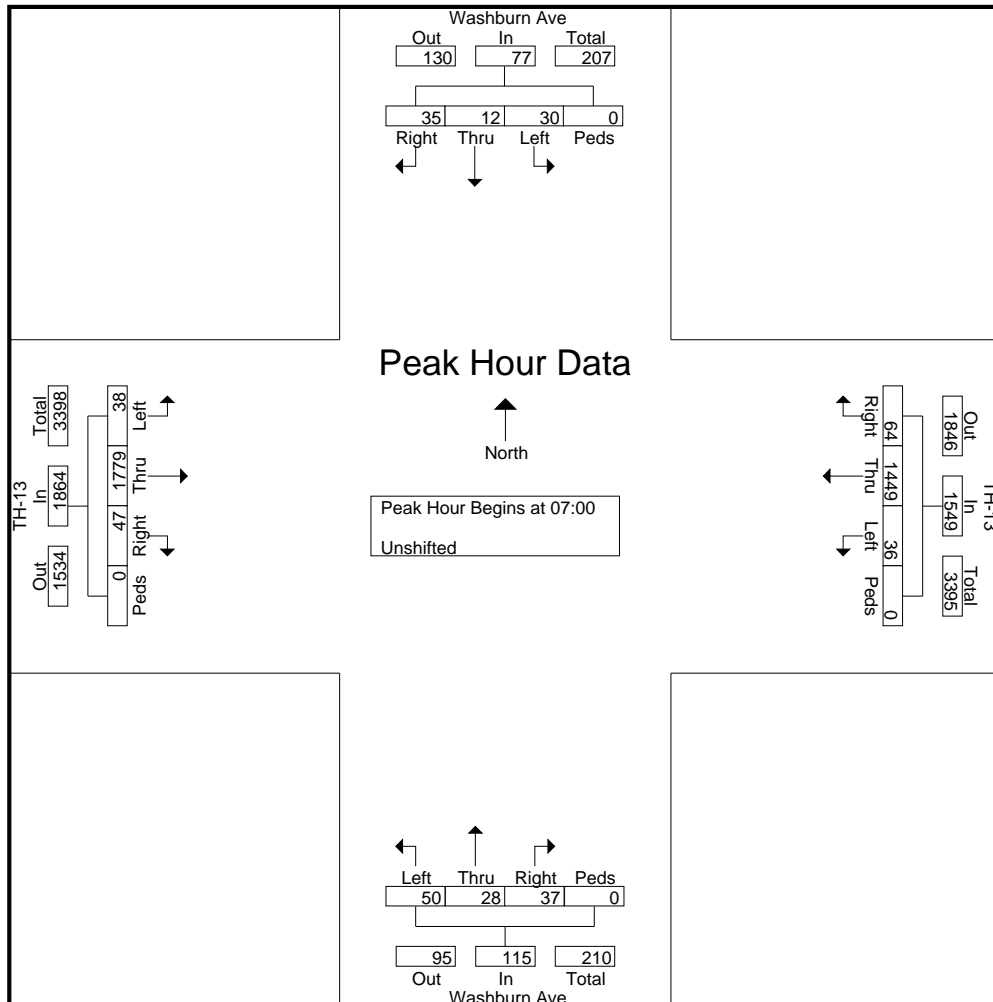 Washburn Ave
Out In Total
130 77 207
35 12 30 0
Right Thru Left Peds
Peak Hour Data
North
Peak Hour Begins at 07:00
Unshifted
TH-13
Total In Out
3398 1864 1534
38 1779 47 0
Left Thru Right Peds
TH-13
Out In Total
1846 1549 3395
64 1449 36 0
Right Thru Left Peds
Left Thru Right Peds
50 28 37 0
95 115 210
Out In Total
Washburn Ave